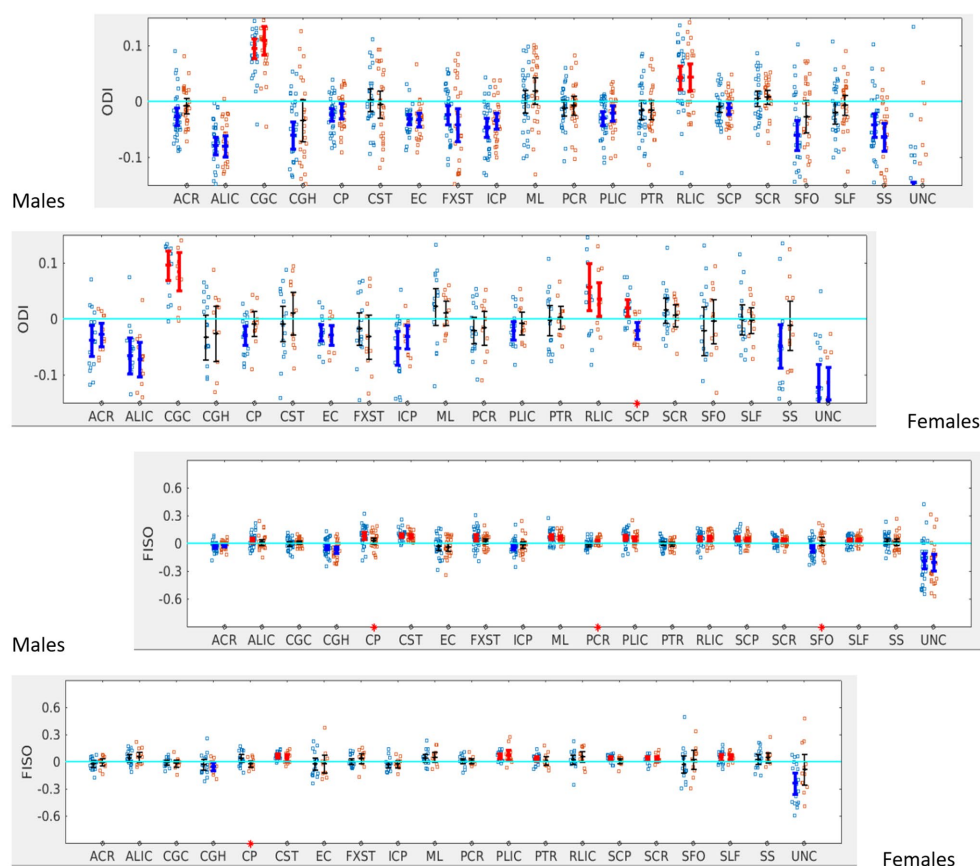 0.1
0
-0.1
ODI
ACR ALIC CGC CGH CP CST EC FXST ICP ML PCR PLIC PTR RLIC SCP SCR SFO SLF SS UNC
Males
0.1
0
-0.1
ODI
ACR ALIC CGC CGH CP CST EC FXST ICP ML PCR PLIC PTR RLIC SCP SCR SFO SLF SS UNC
Females
0.6
0.3
0
-0.3
-0.6
FISO
ACR ALIC CGC CGH CP CST EC FXST ICP ML PCR PLIC PTR RLIC SCP SCR SFO SLF SS UNC
Males
0.6
0.3
0
-0.3
-0.6
FISO
ACR ALIC CGC CGH CP CST EC FXST ICP ML PCR PLIC PTR RLIC SCP SCR SFO SLF SS UNC
Females